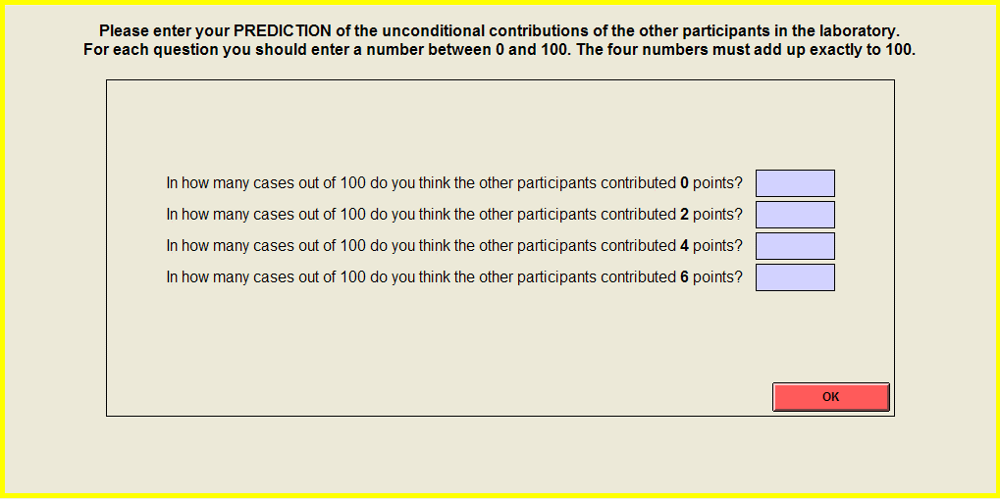 Please enter your PREDICTION of the unconditional contributions of the other participants in the laboratory.
For each question you should enter a number between 0 and 100. The four numbers must add up exactly to 100.
In how many cases out of 100 do you think the other participants contributed 0 points?
In how many cases out of 100 do you think the other participants contributed 2 points?
In how many cases out of 100 do you think the other participants contributed 4 points?
In how many cases out of 100 do you think the other participants contributed 6 points?
OK